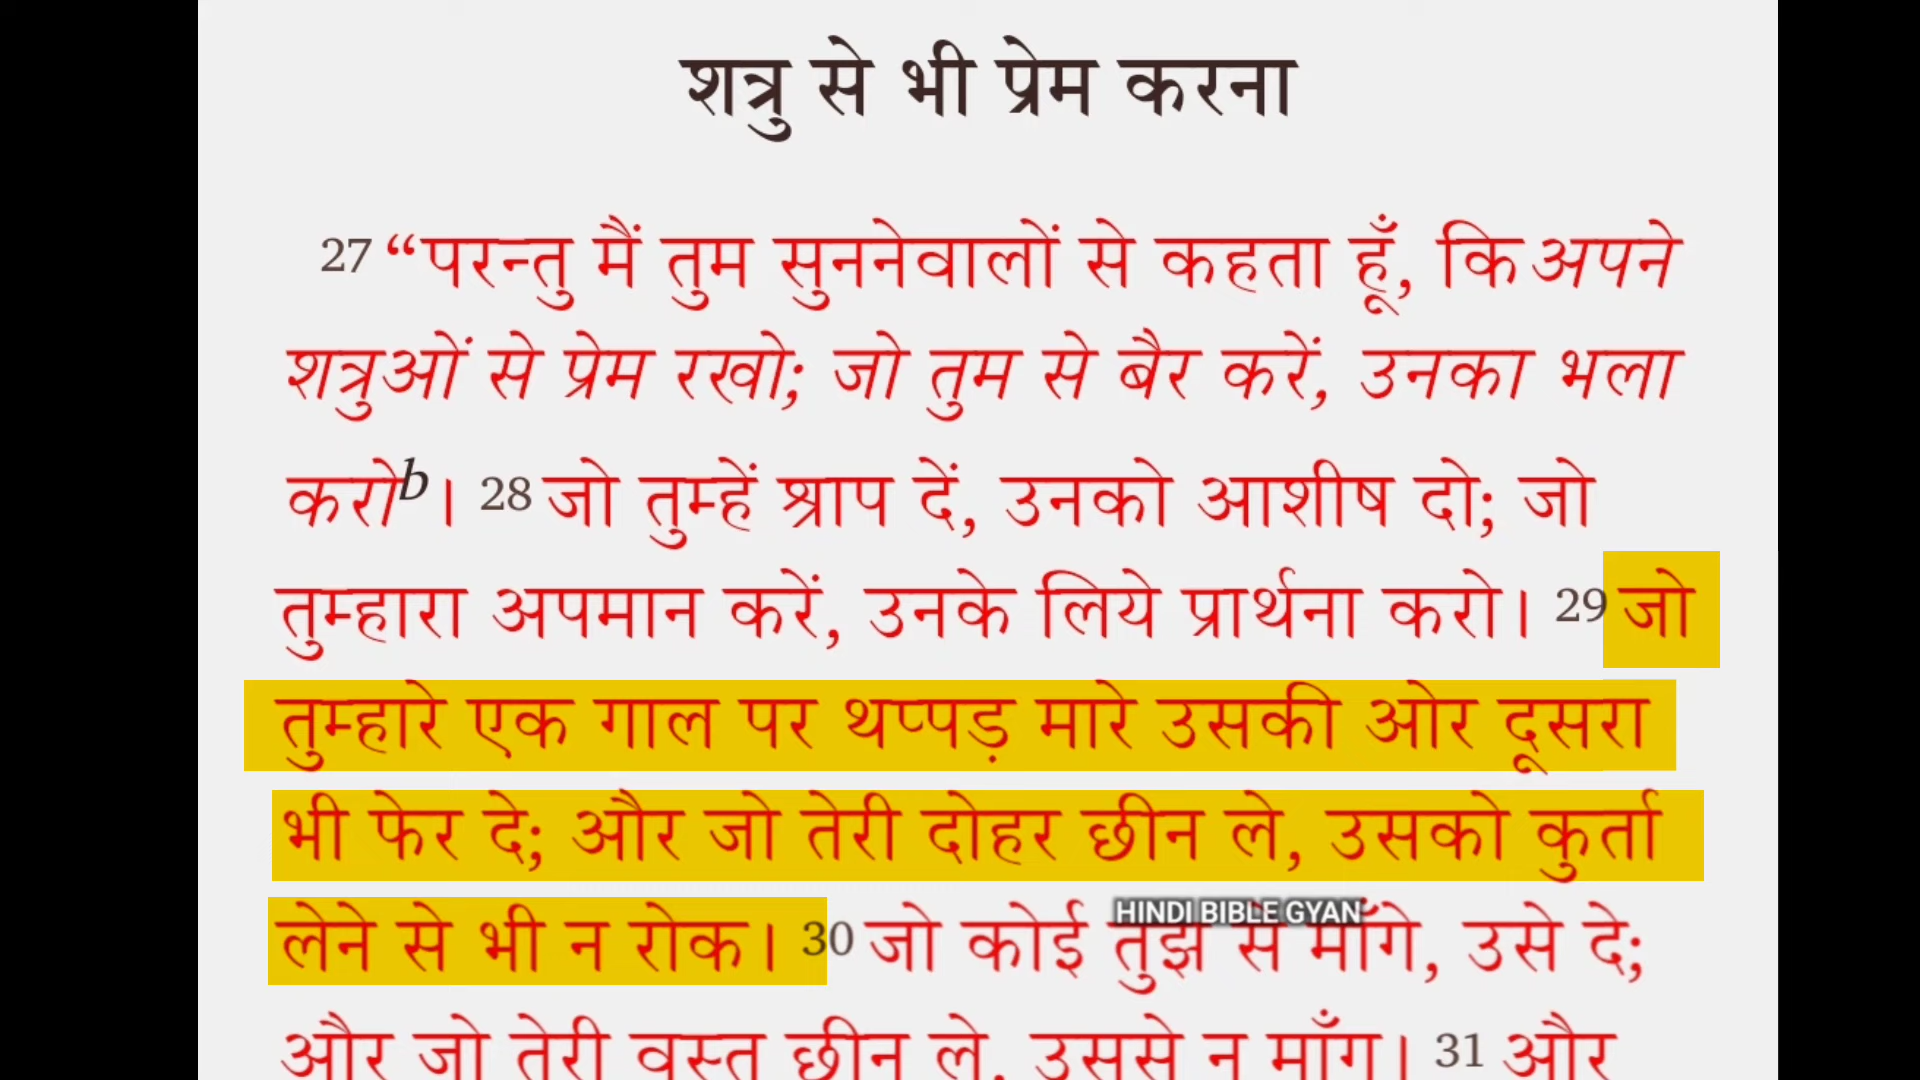 शत्रु से भी प्रेम करना
27 “परन्तु मैं तुम सुननेवालों से कहता हूँ, कि अपने
शत्रुओं से प्रेम रखो; जो तुम से बैर करें, उनका भला
करोb। 28 जो तुम्हें श्राप दें, उनको आशीष दो; जो
तुम्हारा अपमान करें, उनके लिये प्रार्थना करो। 29 जो
तुम्हारे एक गाल पर थप्पड़ मारे उसकी ओर दूसरा
भी फेर दे; और जो तेरी दोहर छीन ले, उसको कुर्ता
लेने से भी न रोक। 30 जो कोई तुझ से माँगे, उसे दे;
HINDI BIBLE GYAN
और जो तेरी वस्तु छीन ले, उससे न माँग। 31 और